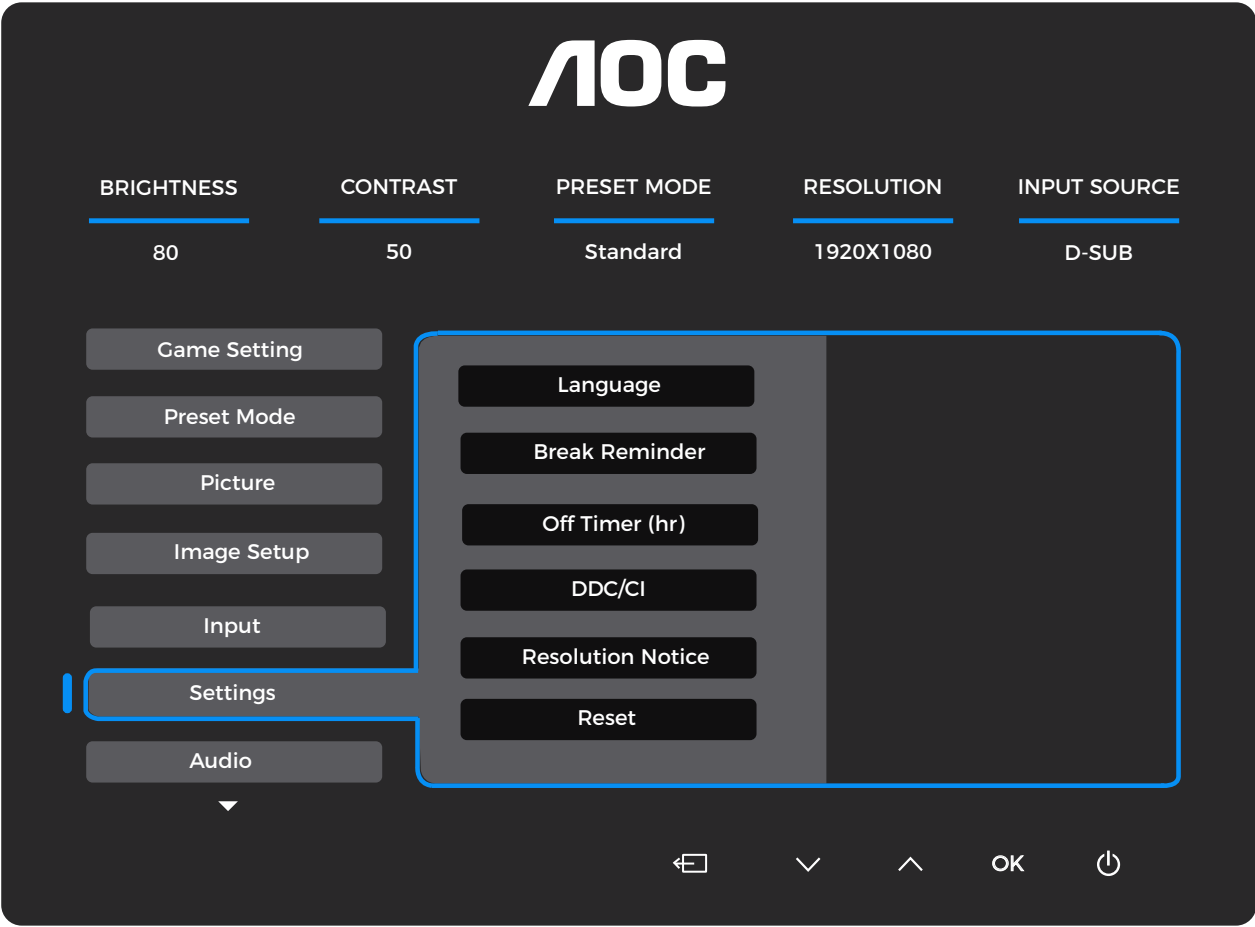 AOC
BRIGHTNESS CONTRAST PRESET MODE RESOLUTION INPUT SOURCE
80 50 Standard 1920X1080 D-SUB
Game Setting
Preset Mode
Picture
Image Setup
Input
Settings
Audio
Language
Break Reminder
Off Timer (hr)
DDC/CI
Resolution Notice
Reset
OK